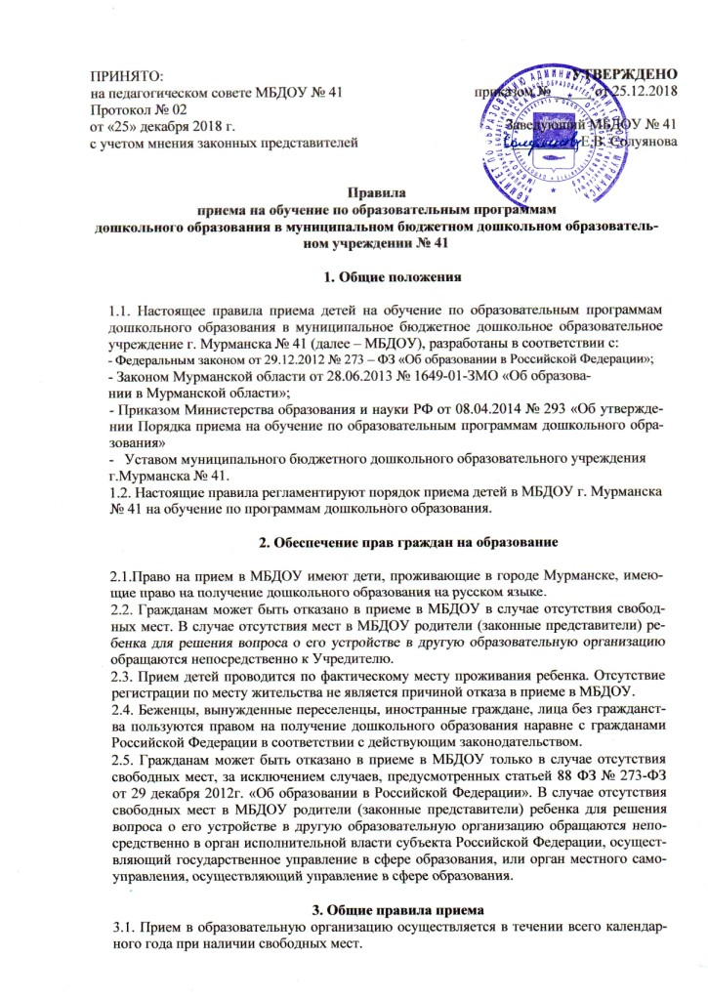 ПРИНЯТО:
на педагогическом совете МБДОУ № 41
Протокол № 02
от «25» декабря 2018 г.
с учетом мнения законных представителей
УТВЕРЖДЕНО
приказом № от 25.12.2018
Заведующий МБДОУ № 41
Е.В. Солуянова
КОМИТЕТ ПО ОБРАЗОВАНИЮ АДМИНИСТРАЦИИ ГОРОДА МУРМАНСКА
Правила
приема на обучение по образовательным программам
дошкольного образования в муниципальном бюджетном дошкольном образователь-
ном учреждении № 41
1. Общие положения
1.1. Настоящее правила приема детей на обучение по образовательным программам
дошкольного образования в муниципальное бюджетное дошкольное образовательное
учреждение г. Мурманска № 41 (далее – МБДОУ), разработаны в соответствии с:
- Федеральным законом от 29.12.2012 № 273 – ФЗ «Об образовании в Российской Федерации»;
- Законом Мурманской области от 28.06.2013 № 1649-01-ЗМО «Об образова-
нии в Мурманской области»;
- Приказом Министерства образования и науки РФ от 08.04.2014 № 293 «Об утвержде-
нии Порядка приема на обучение по образовательным программам дошкольного обра-
зования»
- Уставом муниципального бюджетного дошкольного образовательного учреждения
г.Мурманска № 41.
1.2. Настоящие правила регламентируют порядок приема детей в МБДОУ г. Мурманска
№ 41 на обучение по программам дошкольного образования.
2. Обеспечение прав граждан на образование
2.1.Право на прием в МБДОУ имеют дети, проживающие в городе Мурманске, имею-
щие право на получение дошкольного образования на русском языке.
2.2. Гражданам может быть отказано в приеме в МБДОУ в случае отсутствия свобод-
ных мест. В случае отсутствия мест в МБДОУ родители (законные представители) ре-
бенка для решения вопроса о его устройстве в другую образовательную организацию
обращаются непосредственно к Учредителю.
2.3. Прием детей проводится по фактическому месту проживания ребенка. Отсутствие
регистрации по месту жительства не является причиной отказа в приеме в МБДОУ.
2.4. Беженцы, вынужденные переселенцы, иностранные граждане, лица без гражданст-
ва пользуются правом на получение дошкольного образования наравне с гражданами
Российской Федерации в соответствии с действующим законодательством.
2.5. Гражданам может быть отказано в приеме в МБДОУ только в случае отсутствия
свободных мест, за исключением случаев, предусмотренных статьей 88 ФЗ № 273-ФЗ
от 29 декабря 2012г. «Об образовании в Российской Федерации». В случае отсутствия
свободных мест в МБДОУ родители (законные представители) ребенка для решения
вопроса о его устройстве в другую образовательную организацию обращаются непо-
средственно в орган исполнительной власти субъекта Российской Федерации, осущест-
вляющий государственное управление в сфере образования, или орган местного само-
управления, осуществляющий управление в сфере образования.
3. Общие правила приема
3.1. Прием в образовательную организацию осуществляется в течении всего календар-
ного года при наличии свободных мест.